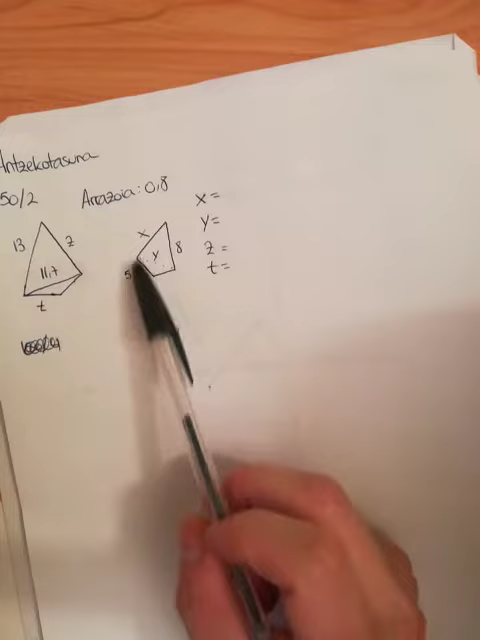 Antzekotasuna
50/2 Arrazoia: 0,8
x =
y =
z =
t =
13 z
11,7
t
x
y 8
5